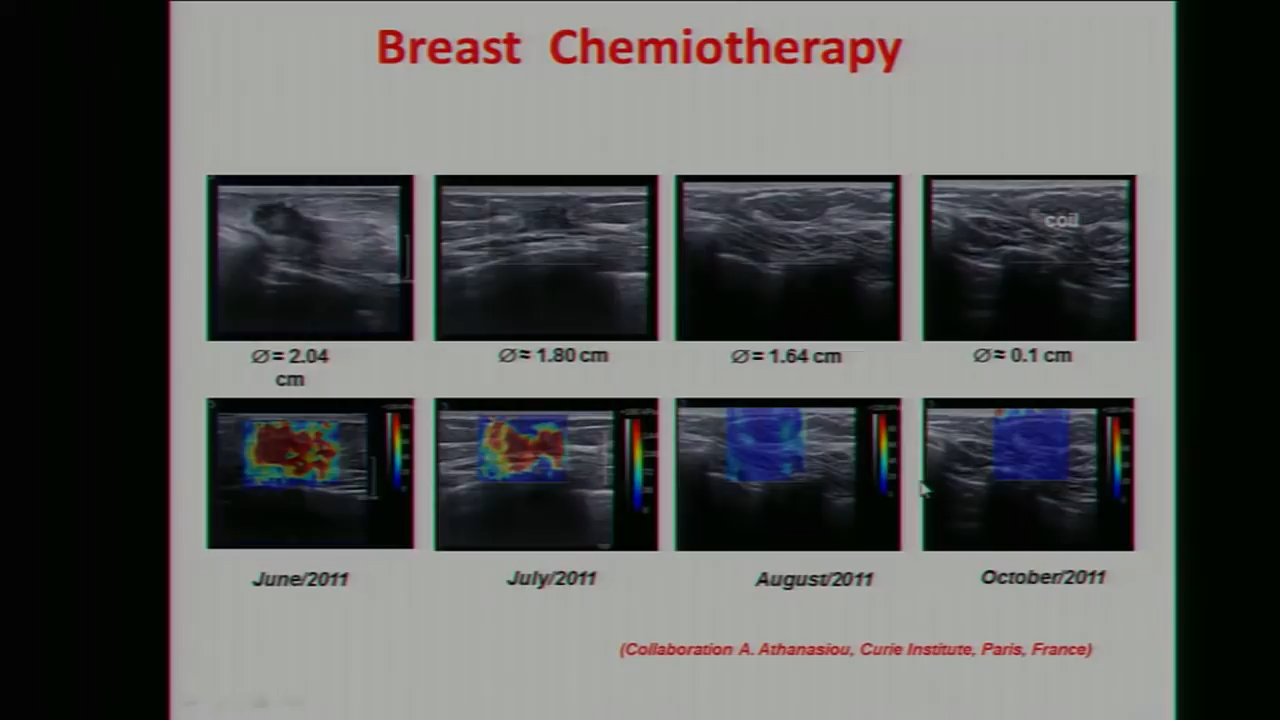 Breast Chemiotherapy
coil
Ø = 2.04 cm
Ø ≈ 1.80 cm
Ø = 1.64 cm
Ø ≈ 0.1 cm
June/2011
July/2011
August/2011
October/2011
(Collaboration A. Athanasiou, Curie Institute, Paris, France)